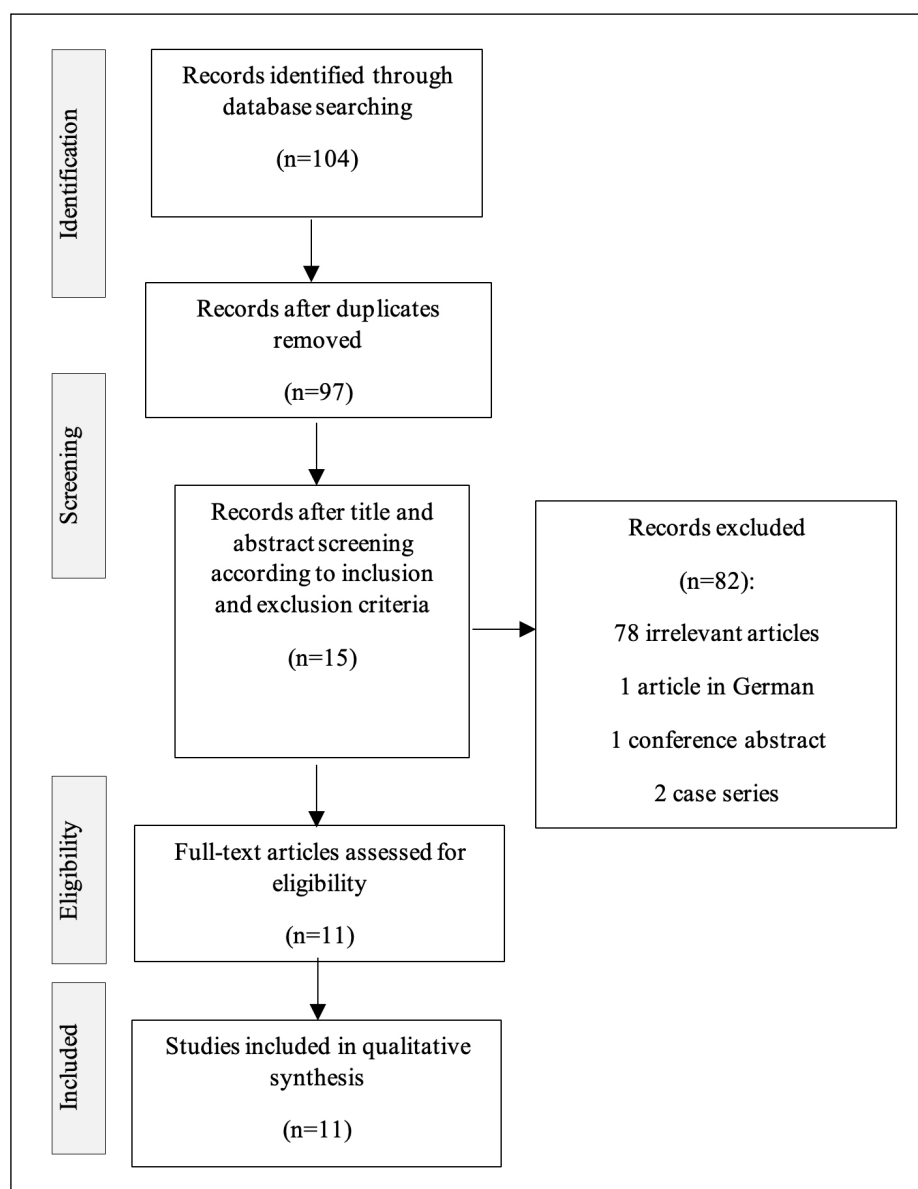 Identification
Records identified through
database searching
(n=104)
Records after duplicates
removed
(n=97)
Screening
Records after title and
abstract screening
according to inclusion
and exclusion criteria
(n=15)
Records excluded
(n=82):
78 irrelevant articles
1 article in German
1 conference abstract
2 case series
Eligibility
Full-text articles assessed for
eligibility
(n=11)
Included
Studies included in qualitative
synthesis
(n=11)